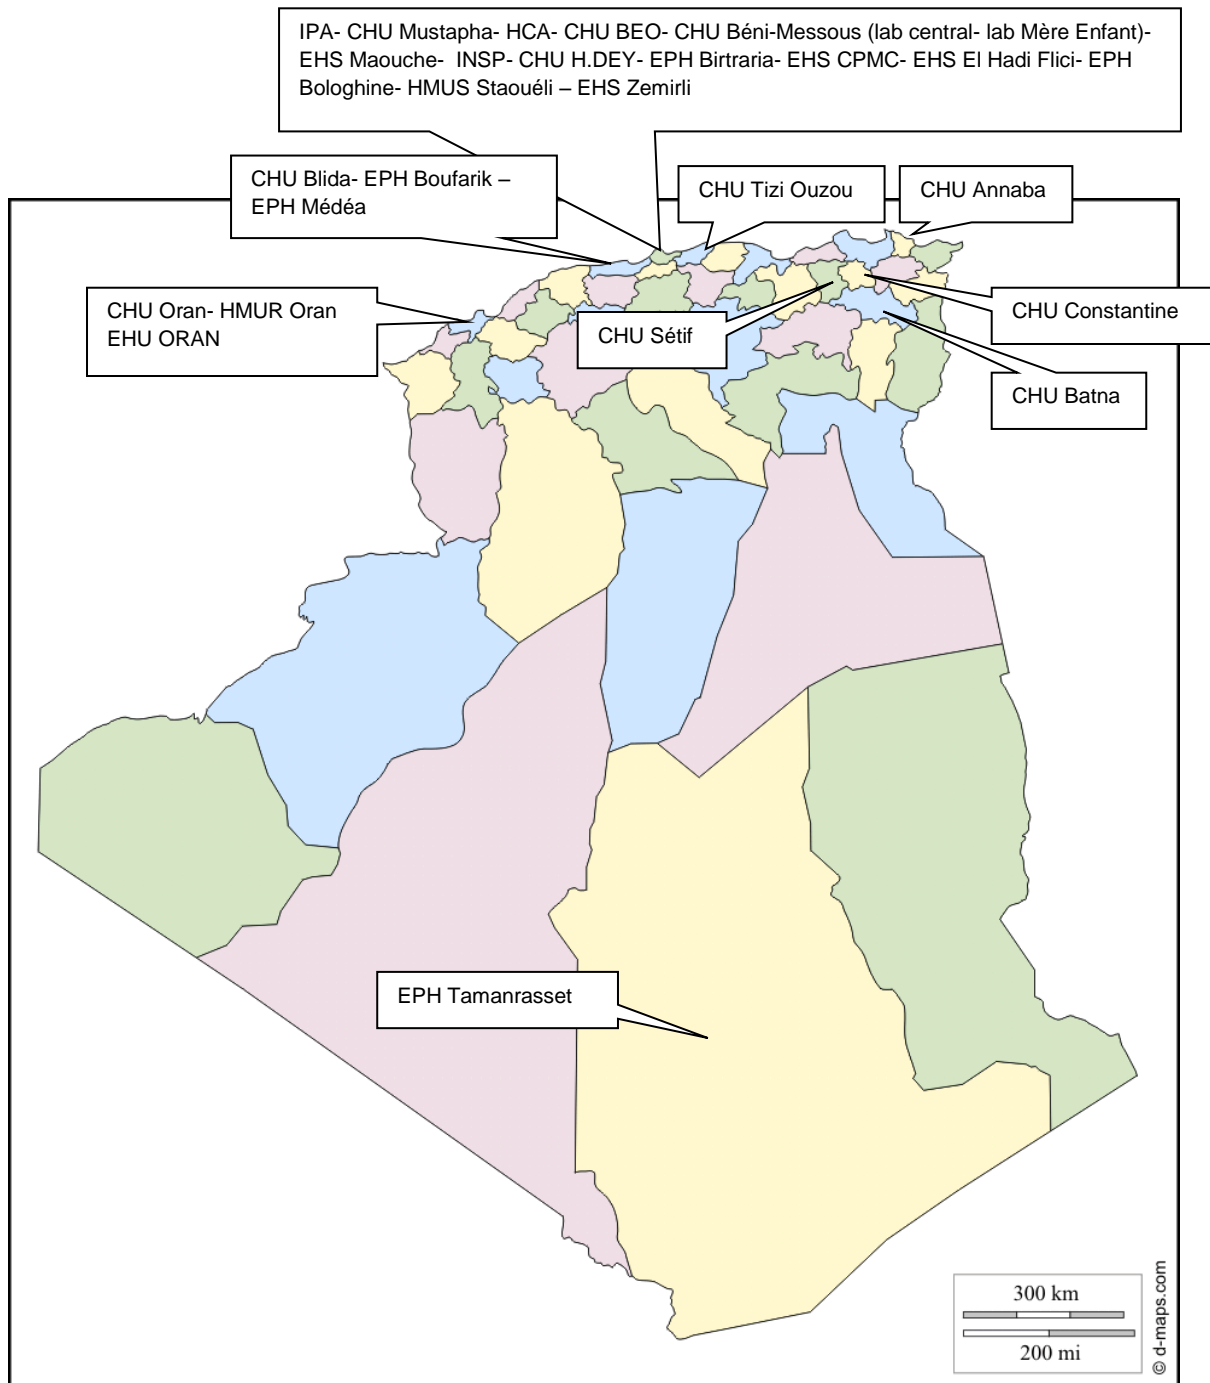 IPA- CHU Mustapha- HCA- CHU BEO- CHU Béni-Messous (lab central- lab Mère Enfant)-
EHS Maouche- INSP- CHU H.DEY- EPH Birtraria- EHS CPMC- EHS El Hadi Flici- EPH
Bologhine- HMUS Staouéli – EHS Zemirli
CHU Blida- EPH Boufarik –
EPH Médéa
CHU Tizi Ouzou
CHU Annaba
CHU Oran- HMUR Oran
EHU ORAN
CHU Sétif
CHU Constantine
CHU Batna
EPH Tamanrasset
300 km
200 mi
© d-maps.com